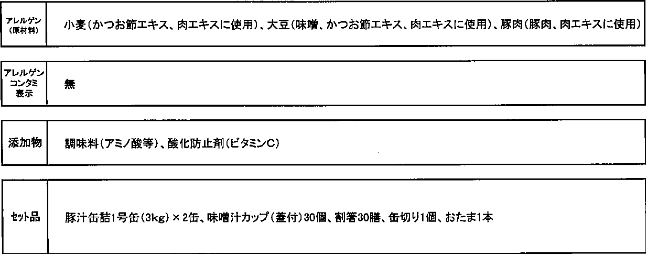 アレルゲン
(原材料)
小麦(かつお節エキス、肉エキスに使用)、大豆(味噌、かつお節エキス、肉エキスに使用)、豚肉(豚肉、肉エキスに使用)
アレルゲン
コンタミ
表示
無
添加物
調味料(アミノ酸等)、酸化防止剤(ビタミンC)
セット品
豚汁缶詰1号缶(3kg)×2缶、味噌汁カップ(蓋付)30個、割箸30膳、缶切り1個、おたま1本